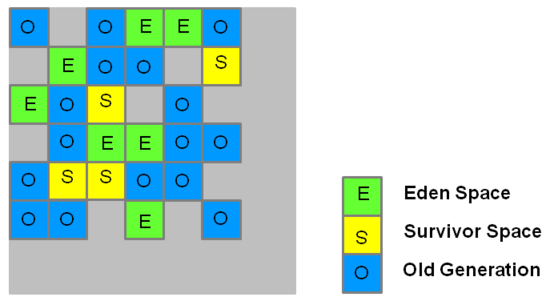 O O E E O
E O O S
E O S O
O E E O O
O S S O O
O O E O
E Eden Space
S Survivor Space
O Old Generation